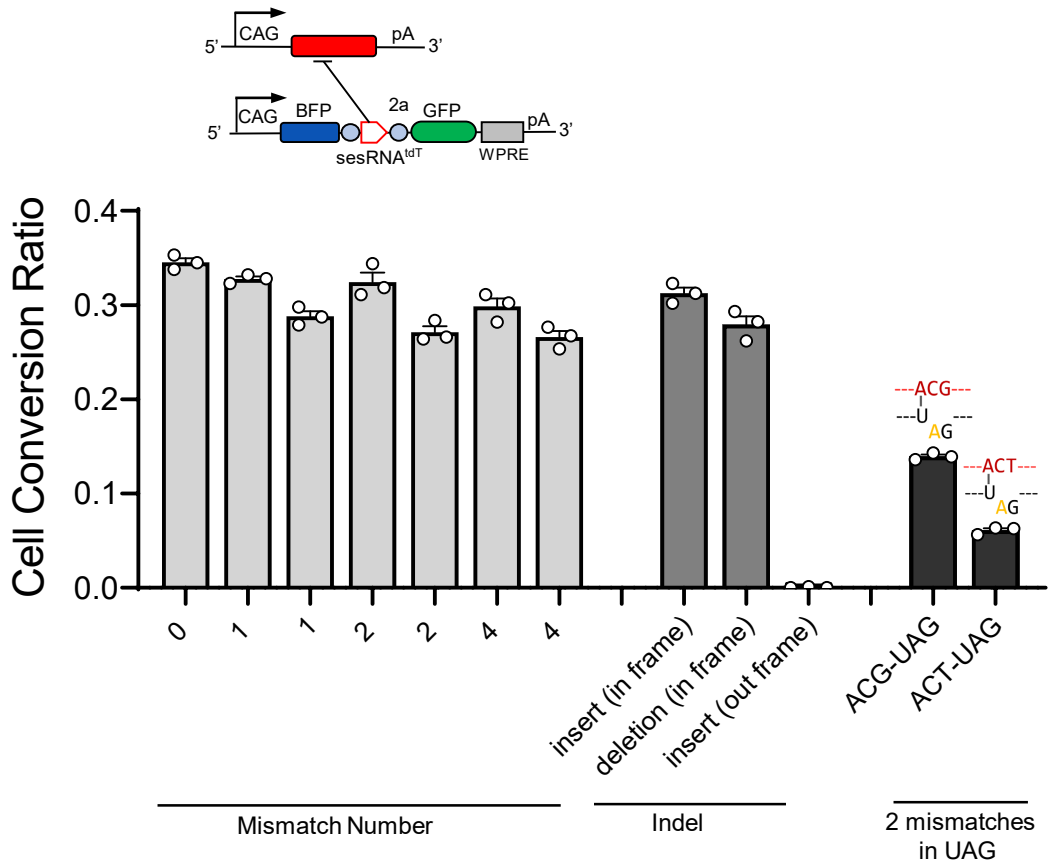 CAG
pA
5’
3’
BFP
2a
GFP
pA
CAG
5’
3’
sesRNAtdT
WPRE
Cell Conversion Ratio
0.4
0.3
0.2
0.1
0.0
---ACG---
U
---
---
AG
---ACT---
U
---
---
AG
0
1
1
2
2
4
4
insert (in frame)
deletion (in frame)
insert (out frame)
ACG-UAG
ACT-UAG
Mismatch Number
Indel
2 mismatches
in UAG